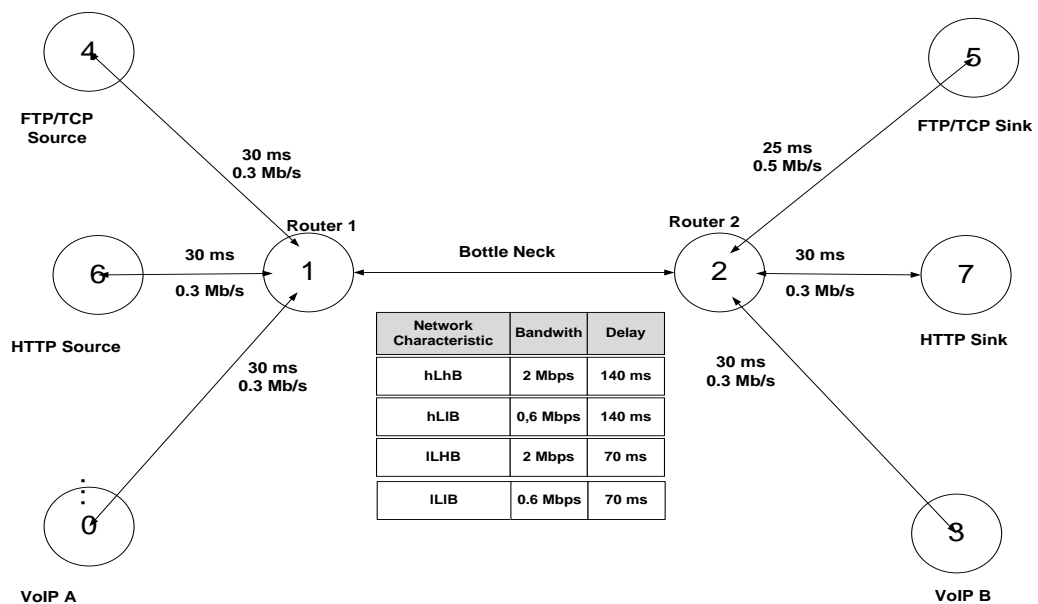 4
5
FTP/TCP
Source
FTP/TCP Sink
30 ms
0.3 Mb/s
25 ms
0.5 Mb/s
Router 1
Router 2
6
30 ms
0.3 Mb/s
1
Bottle Neck
2
30 ms
0.3 Mb/s
7
HTTP Source
HTTP Sink
Network
Characteristic
Bandwith
Delay
hLhB
2 Mbps
140 ms
hLlB
0,6 Mbps
140 ms
lLHB
2 Mbps
70 ms
lLlB
0.6 Mbps
70 ms
30 ms
0.3 Mb/s
30 ms
0.3 Mb/s
0
3
VoIP A
VoIP B